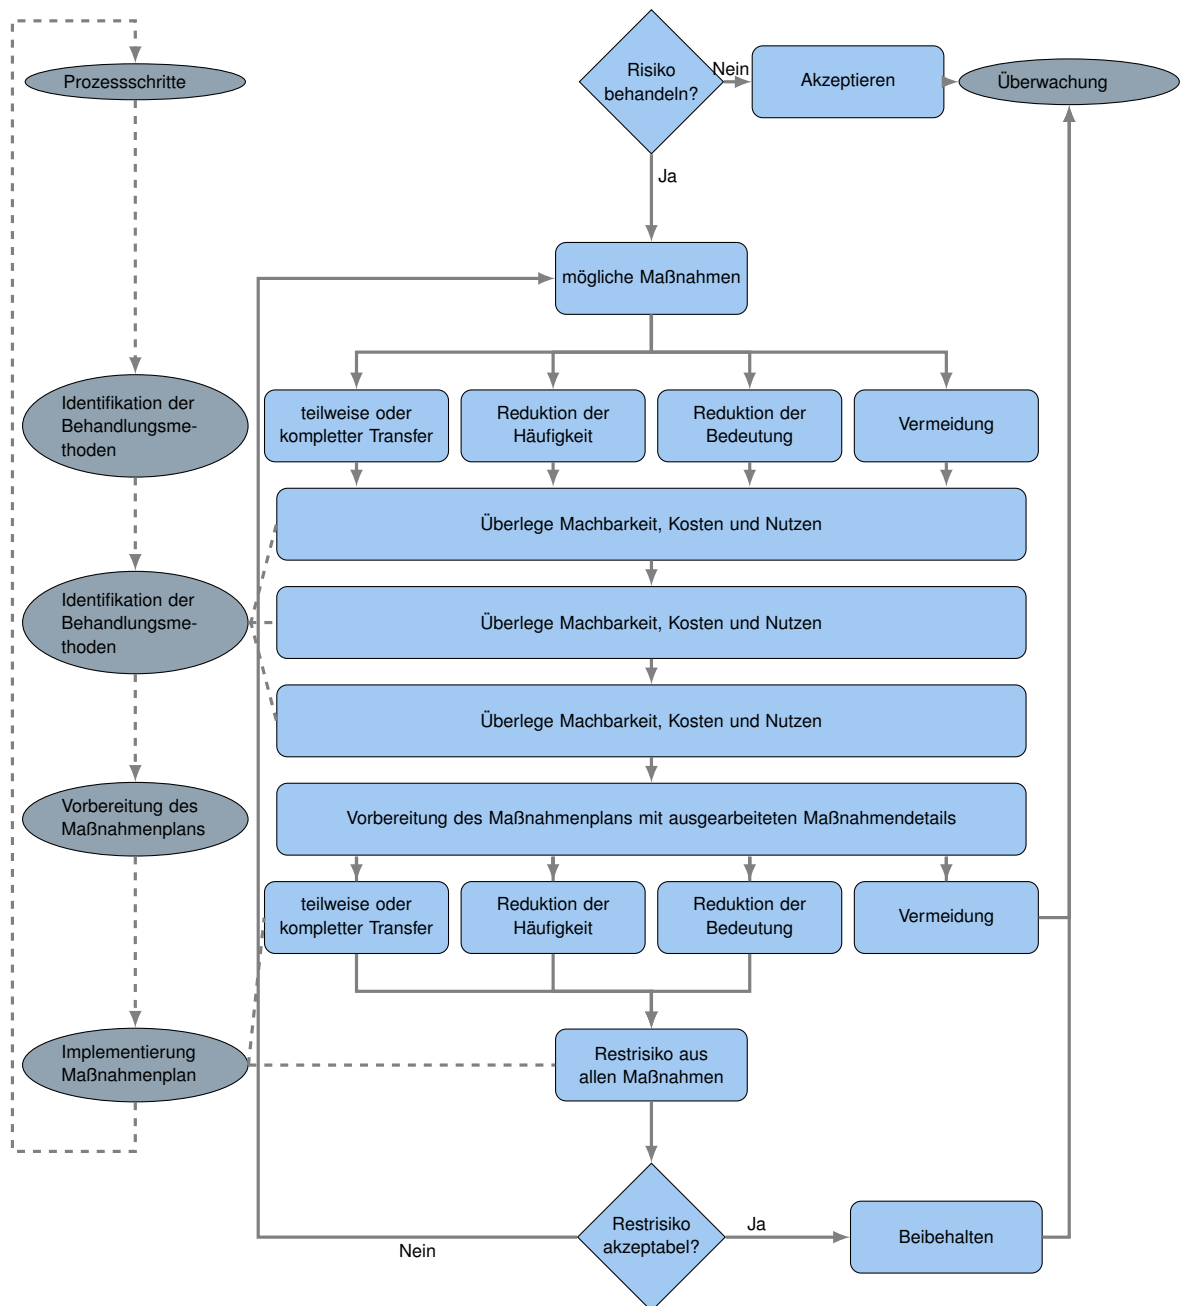 Prozessschritte
Risiko
behandeln?
Nein
Akzeptieren
Überwachung
Ja
mögliche Maßnahmen
Identifikation der
Behandlungsme-
thoden
teilweise oder
kompletter Transfer
Reduktion der
Häufigkeit
Reduktion der
Bedeutung
Vermeidung
Überlege Machbarkeit, Kosten und Nutzen
Identifikation der
Behandlungsme-
thoden
Überlege Machbarkeit, Kosten und Nutzen
Überlege Machbarkeit, Kosten und Nutzen
Vorbereitung des
Maßnahmenplans
Vorbereitung des Maßnahmenplans mit ausgearbeiteten Maßnahmendetails
teilweise oder
kompletter Transfer
Reduktion der
Häufigkeit
Reduktion der
Bedeutung
Vermeidung
Implementierung
Maßnahmenplan
Restrisiko aus
allen Maßnahmen
Restrisiko
akzeptabel?
Ja
Beibehalten
Nein